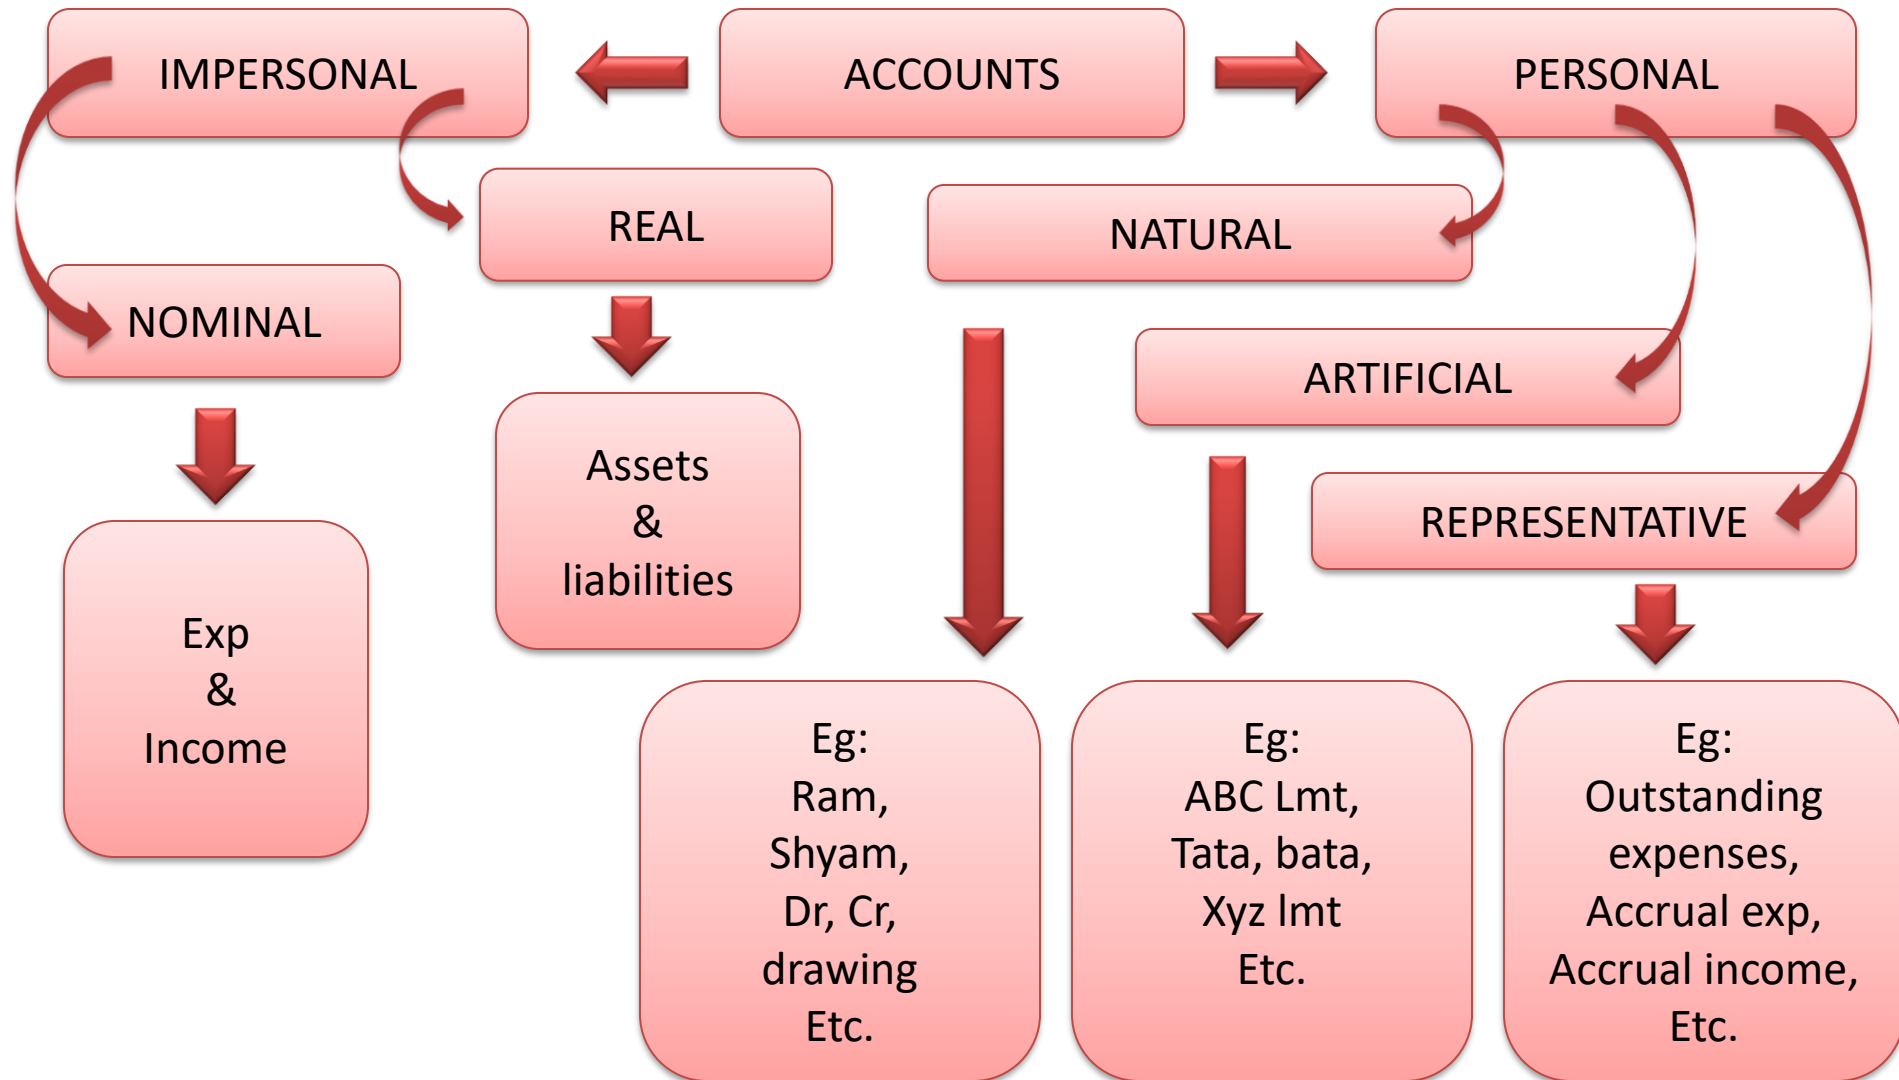 IMPERSONAL
ACCOUNTS
PERSONAL
REAL
NATURAL
NOMINAL
ARTIFICIAL
REPRESENTATIVE
Assets
&
liabilities
Exp
&
Income
Eg:
Ram,
Shyam,
Dr, Cr,
drawing
Etc.
Eg:
ABC Lmt,
Tata, bata,
Xyz lmt
Etc.
Eg:
Outstanding
expenses,
Accrual exp,
Accrual income,
Etc.